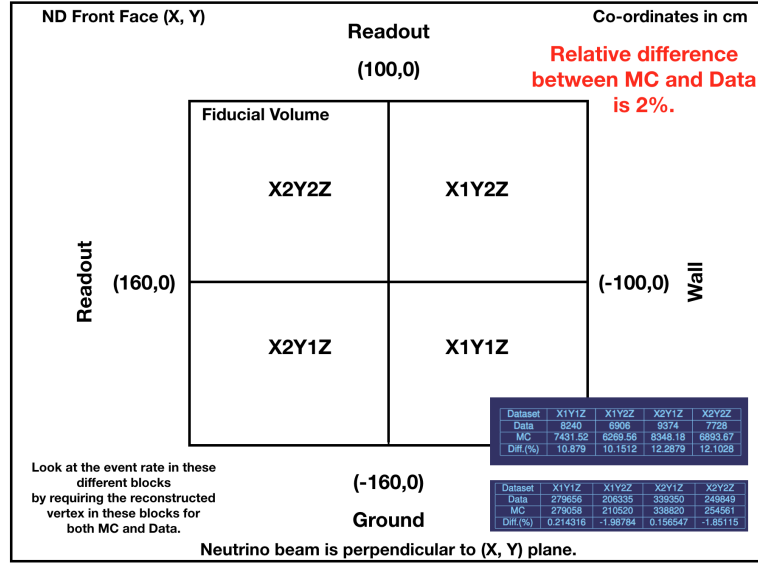 ND Front Face (X, Y)
Co-ordinates in cm
Readout
(100,0)
Relative difference
between MC and Data
is 2%.
Fiducial Volume
X2Y2Z
X1Y2Z
Readout
(160,0)
(-100,0)
Wall
X2Y1Z
X1Y1Z
Dataset X1Y1Z X1Y2Z X2Y1Z X2Y2Z
Data 8240 6906 9374 7728
MC 7431.52 6269.56 8348.18 6893.67
Diff.(%) 10.879 10.1512 12.2879 12.1028
Look at the event rate in these
different blocks
by requiring the reconstructed
vertex in these blocks for
both MC and Data.
(-160,0)
Ground
Dataset X1Y1Z X1Y2Z X2Y1Z X2Y2Z
Data 279656 206335 339350 249849
MC 279058 210520 338820 254561
Diff.(%) 0.214316 -1.98784 0.156547 -1.85115
Neutrino beam is perpendicular to (X, Y) plane.